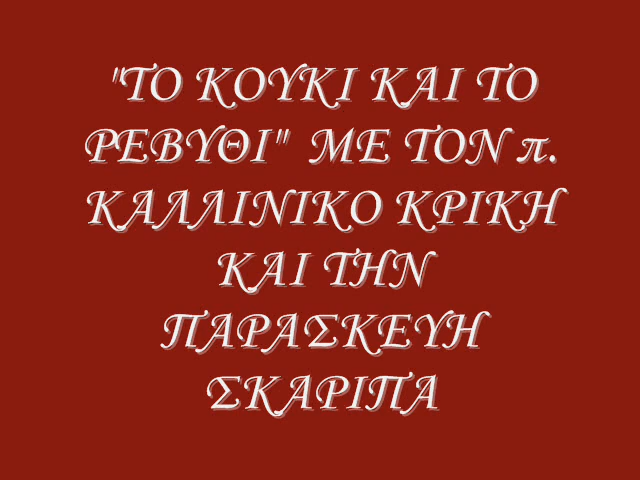 "ΤΟ ΚΟΥΚΙ ΚΑΙ ΤΟ
ΡΕΒΥΘΙ" ΜΕ ΤΟΝ π.
ΚΑΛΛΙΝΙΚΟ ΚΡΙΚΗ
ΚΑΙ ΤΗΝ
ΠΑΡΑΣΚΕΥΗ
ΣΚΑΡΙΠΑ